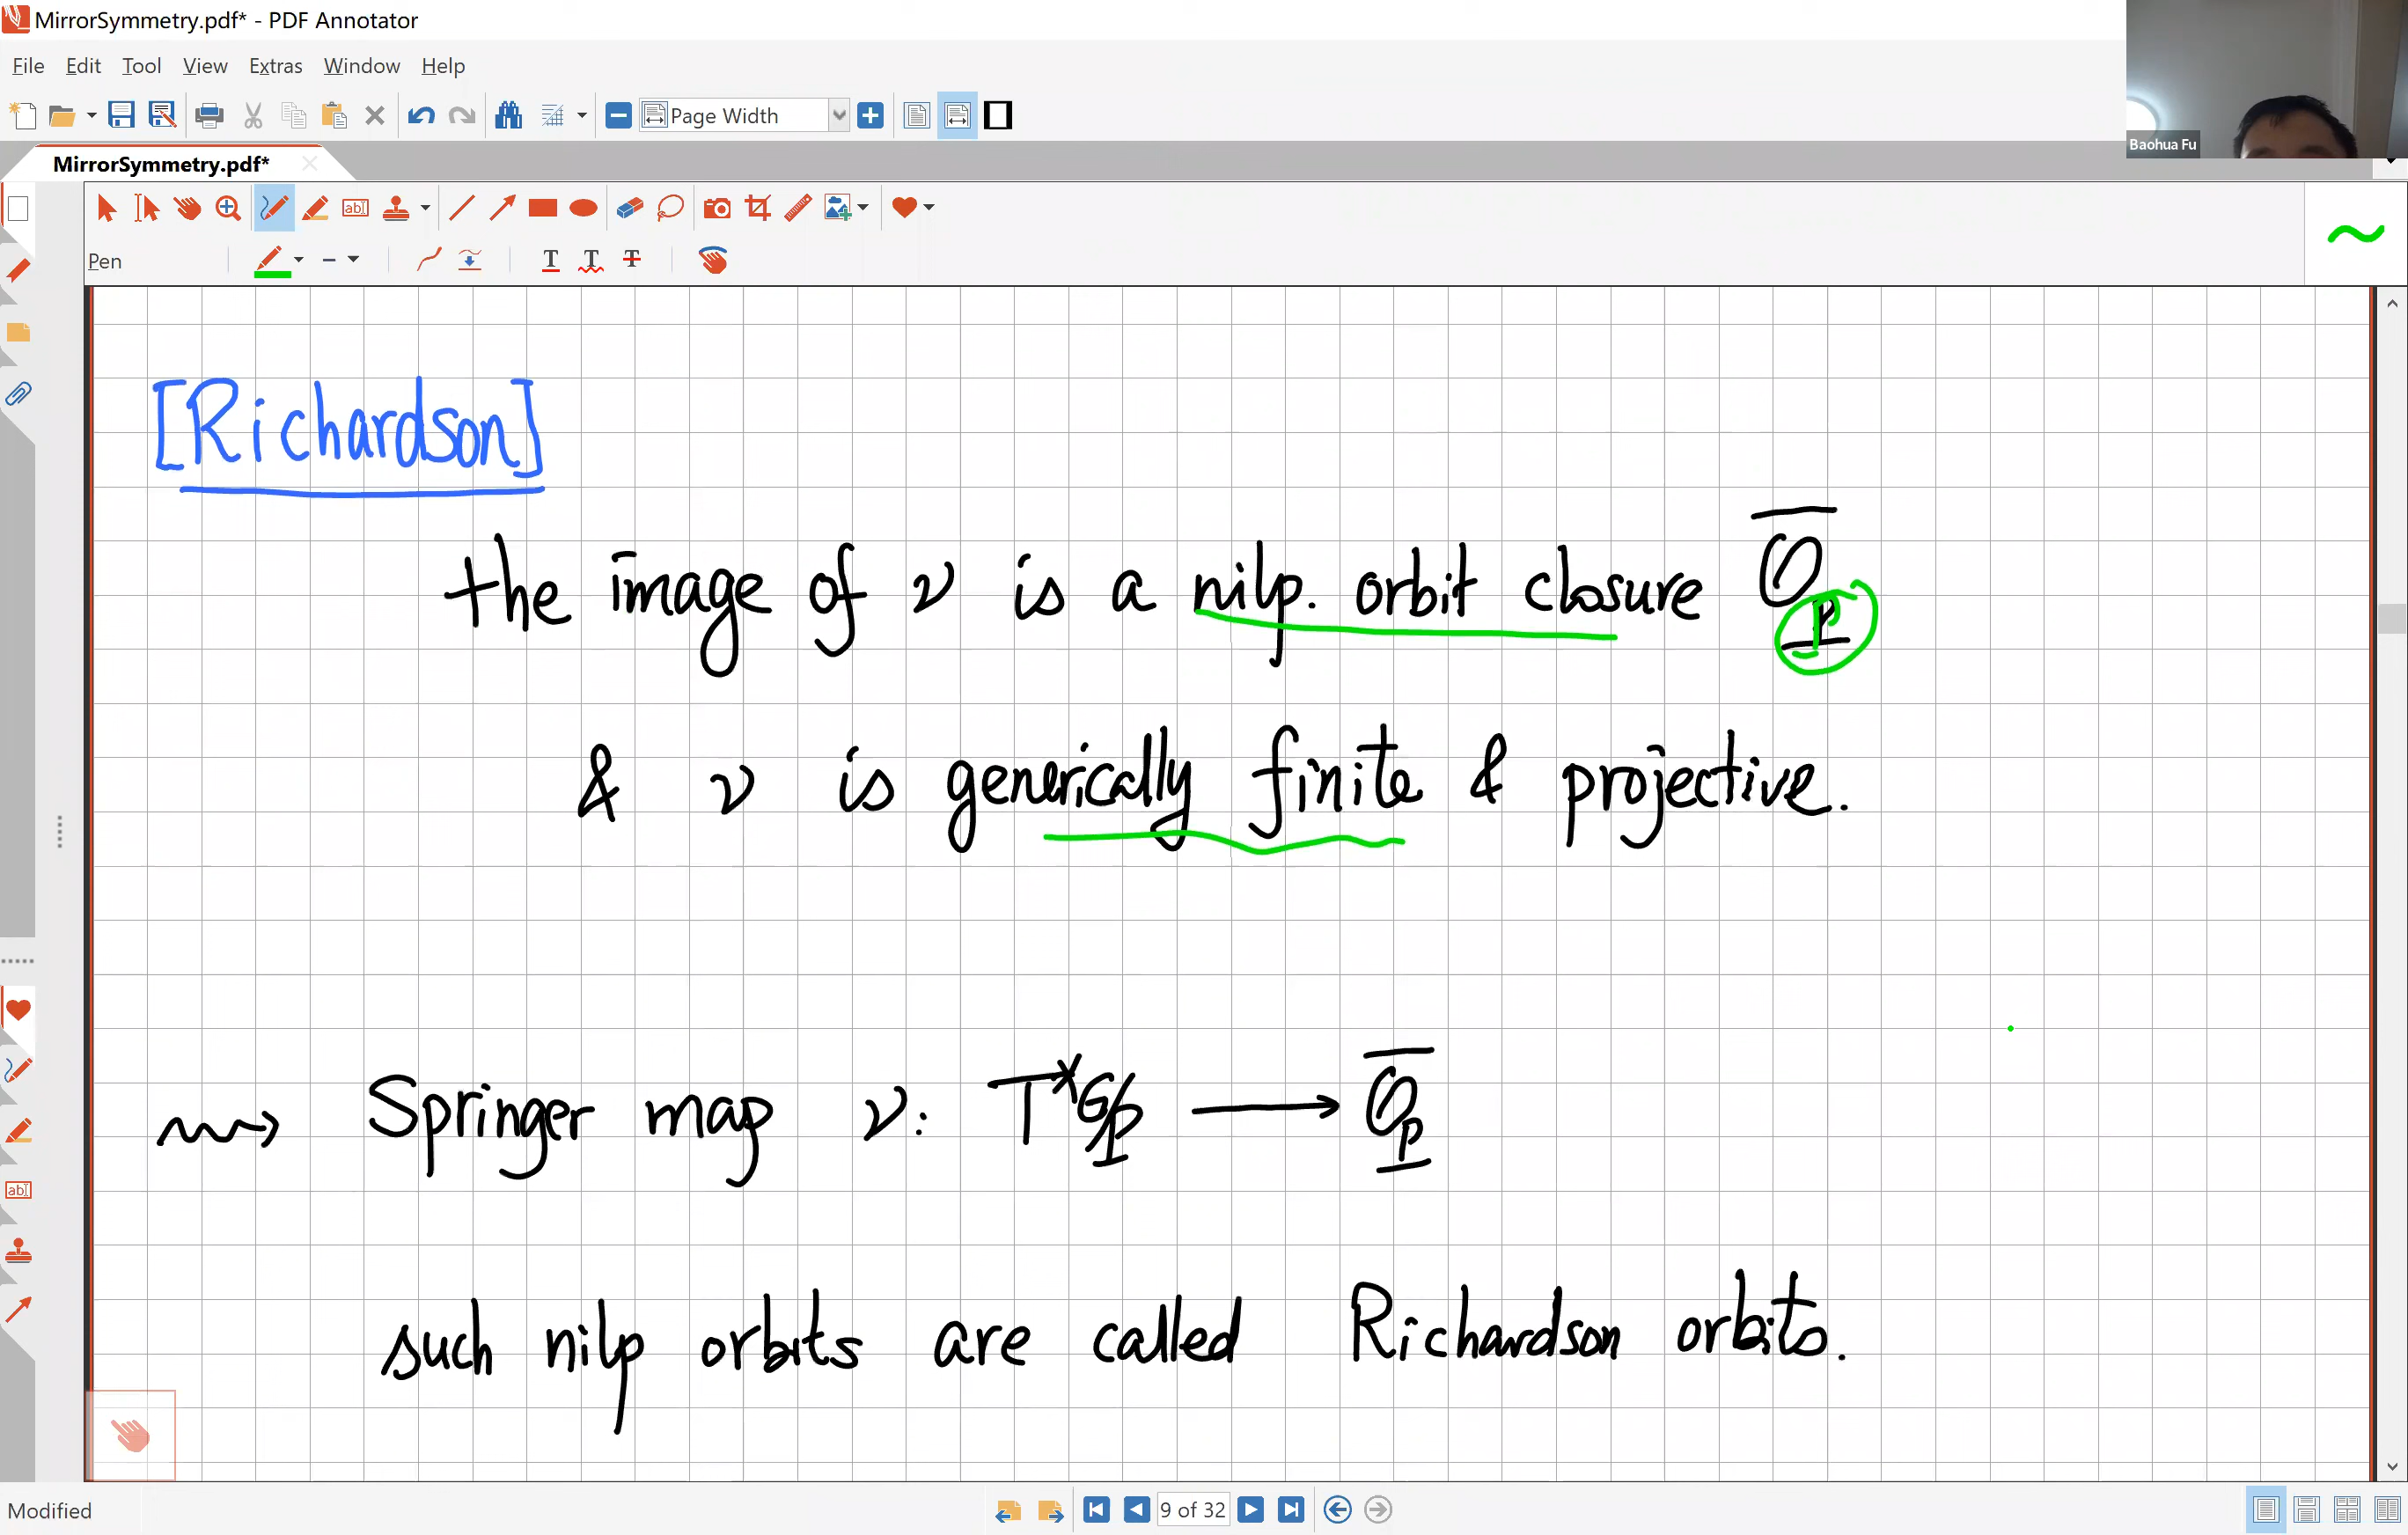 MirrorSymmetry.pdf* - PDF Annotator
File Edit Tool View Extras Window Help
Page Width
Baohua Fu
MirrorSymmetry.pdf*
Pen
[Richardson]
the image of ν is a nilp. orbit closure O̅_P
& ν is generically finite & projective.
⇝ Springer map ν: T*G/P ⟶ O̅_P
such nilp orbits are called Richardson orbits.
Modified
9 of 32